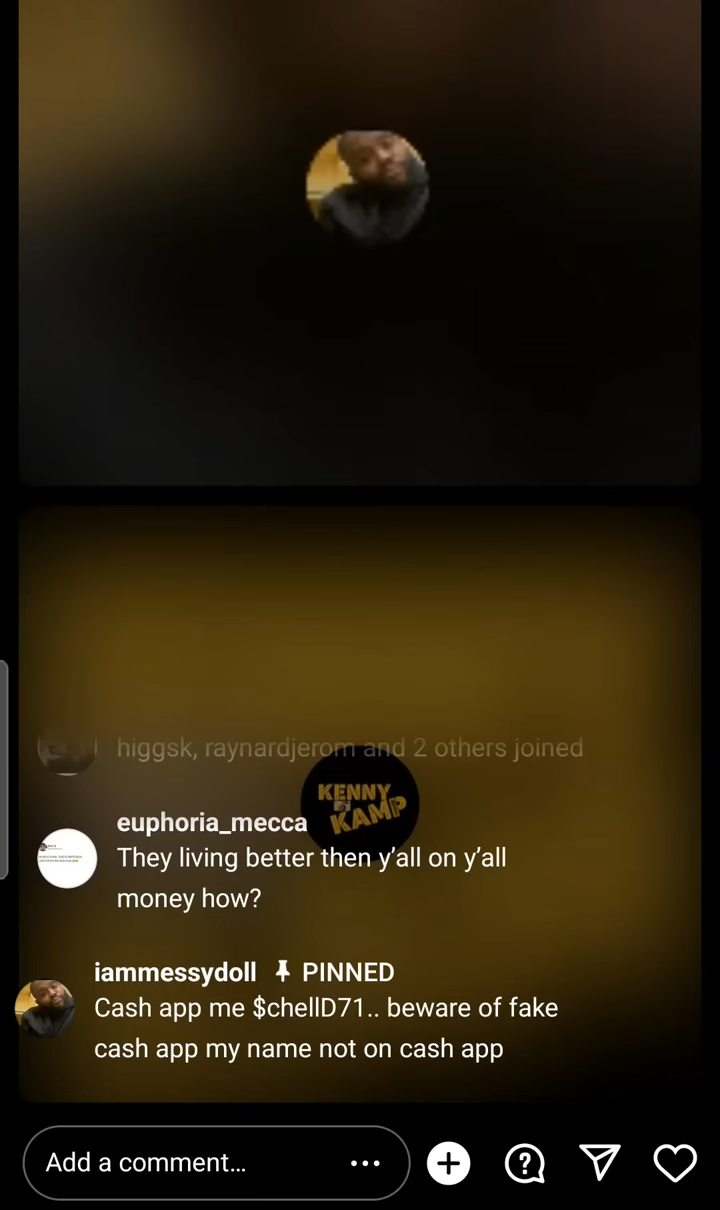 higgsk, raynardjerom and 2 others joined
KENNY
KAMP
euphoria_mecca
They living better then y’all on y’all
money how?
iammessydoll PINNED
Cash app me $chellD71.. beware of fake
cash app my name not on cash app
Add a comment...